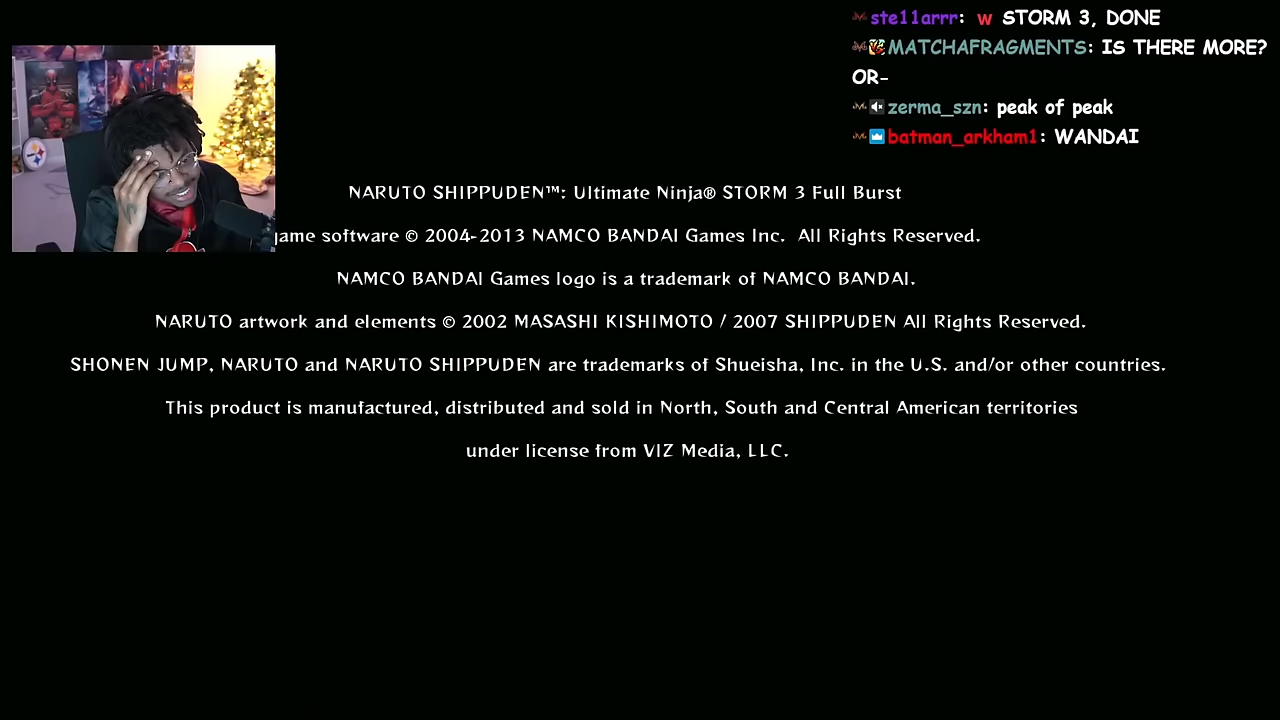 ste11arrr: W STORM 3, DONE
MATCHAFRAGMENTS: IS THERE MORE?
OR-
zerma_szn: peak of peak
batman_arkham1: WANDAI
NARUTO SHIPPUDEN™: Ultimate Ninja® STORM 3 Full Burst
game software © 2004-2013 NAMCO BANDAI Games Inc. All Rights Reserved.
NAMCO BANDAI Games logo is a trademark of NAMCO BANDAI.
NARUTO artwork and elements © 2002 MASASHI KISHIMOTO / 2007 SHIPPUDEN All Rights Reserved.
SHONEN JUMP, NARUTO and NARUTO SHIPPUDEN are trademarks of Shueisha, Inc. in the U.S. and/or other countries.
This product is manufactured, distributed and sold in North, South and Central American territories
under license from VIZ Media, LLC.